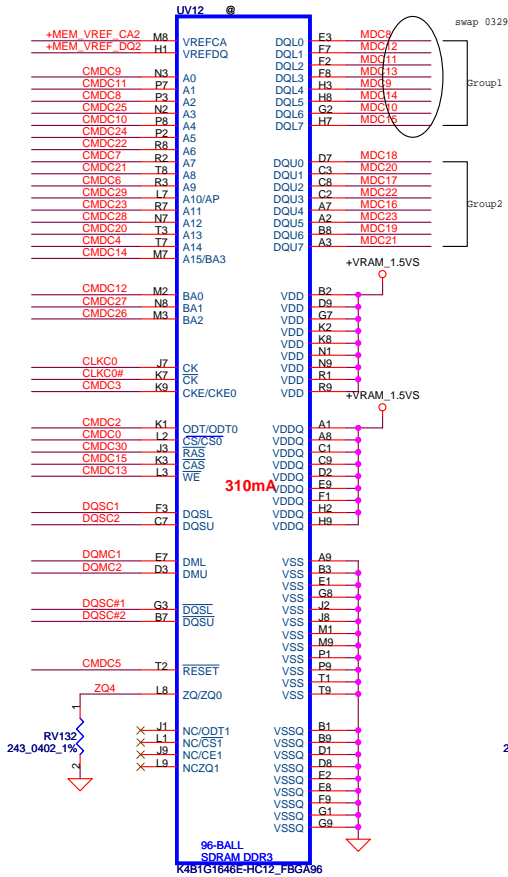 UV12 @
swap 0329
+MEM_VREF_CA2 M8 VREFCA DQL0 E3 MDC8
+MEM_VREF_DQ2 H1 VREFDQ DQL1 F7 MDC12
DQL2 F2 MDC11
CMDC9 N3 A0 DQL3 F8 MDC13
CMDC11 P7 A1 DQL4 H3 MDC9 Group1
CMDC8 P3 A2 DQL5 H8 MDC14
CMDC25 N2 A3 DQL6 G2 MDC10
CMDC10 P8 A4 DQL7 H7 MDC15
CMDC24 P2 A5
CMDC22 R8 A6
CMDC7 R2 A7 DQU0 D7 MDC18
CMDC21 T8 A8 DQU1 C3 MDC20
CMDC6 R3 A9 DQU2 C8 MDC17
CMDC29 L7 A10/AP DQU3 C2 MDC22
CMDC23 R7 A11 DQU4 A7 MDC16 Group2
CMDC28 N7 A12 DQU5 A2 MDC23
CMDC20 T3 A13 DQU6 B8 MDC19
CMDC4 T7 A14 DQU7 A3 MDC21
CMDC14 M7 A15/BA3
+VRAM_1.5VS
CMDC12 M2 BA0 VDD B2
CMDC27 N8 BA1 VDD D9
CMDC26 M3 BA2 VDD G7
VDD K2
VDD K8
VDD N1
CLKC0 J7 CK VDD N9
CLKC0# K7 CK VDD R1
CMDC3 K9 CKE/CKE0 VDD R9
+VRAM_1.5VS
CMDC2 K1 ODT/ODT0 VDDQ A1
CMDC0 L2 CS/CS0 VDDQ A8
CMDC30 J3 RAS VDDQ C1
CMDC15 K3 CAS VDDQ C9
CMDC13 L3 WE VDDQ D2
310mA VDDQ E9
VDDQ F1
DQSC1 F3 DQSL VDDQ H2
DQSC2 C7 DQSU VDDQ H9
DQMC1 E7 DML VSS A9
DQMC2 D3 DMU VSS B3
VSS E1
VSS G8
DQSC#1 G3 DQSL VSS J2
DQSC#2 B7 DQSU VSS J8
VSS M1
VSS M9
VSS P1
CMDC5 T2 RESET VSS P9
VSS T1
ZQ4 L8 ZQ/ZQ0 VSS T9
1
J1 NC/ODT1 VSSQ B1
RV132 L1 NC/CS1 VSSQ B9
243_0402_1% J9 NC/CE1 VSSQ D1
2 L9 NCZQ1 VSSQ D8
VSSQ E2
VSSQ E8
VSSQ F9
VSSQ G1
VSSQ G9
2
96-BALL
SDRAM DDR3
K4B1G1646E-HC12_FBGA96